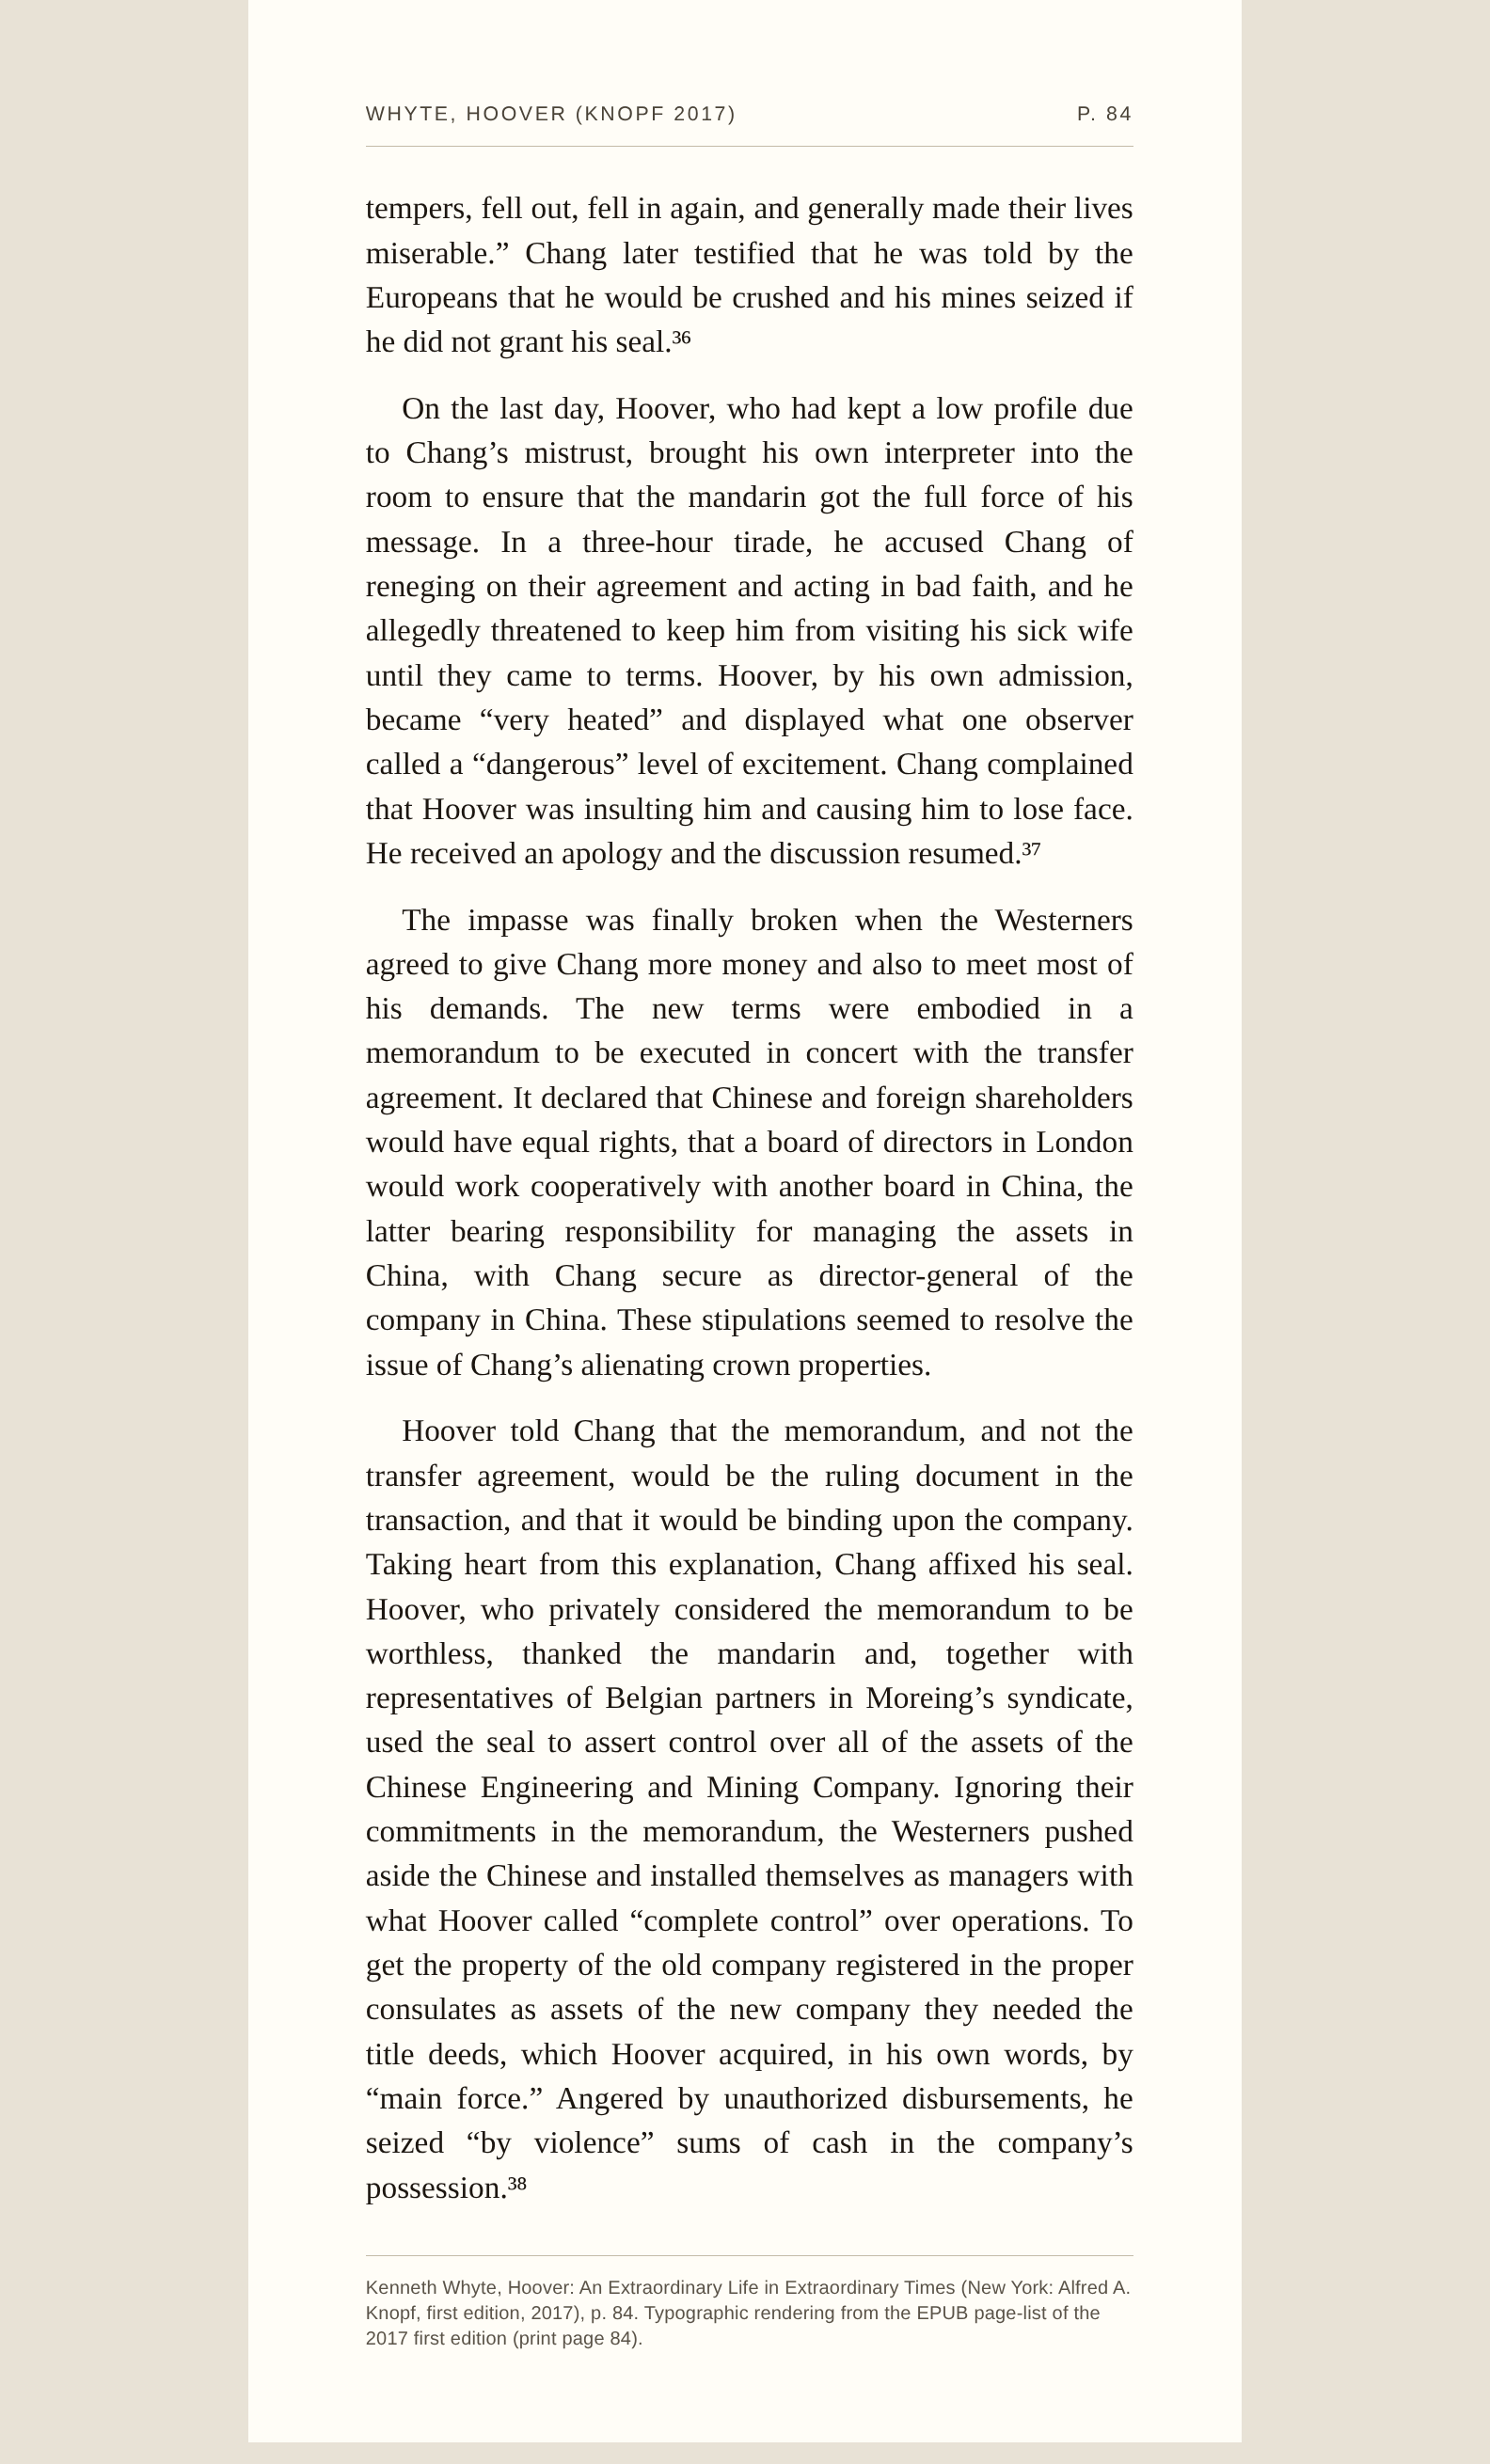 WHYTE, HOOVER (KNOPF 2017)
P. 84
tempers, fell out, fell in again, and generally made their lives
miserable.” Chang later testified that he was told by the
Europeans that he would be crushed and his mines seized if
he did not grant his seal.³⁶
On the last day, Hoover, who had kept a low profile due
to Chang’s mistrust, brought his own interpreter into the
room to ensure that the mandarin got the full force of his
message. In a three-hour tirade, he accused Chang of
reneging on their agreement and acting in bad faith, and he
allegedly threatened to keep him from visiting his sick wife
until they came to terms. Hoover, by his own admission,
became “very heated” and displayed what one observer
called a “dangerous” level of excitement. Chang complained
that Hoover was insulting him and causing him to lose face.
He received an apology and the discussion resumed.³⁷
The impasse was finally broken when the Westerners
agreed to give Chang more money and also to meet most of
his demands. The new terms were embodied in a
memorandum to be executed in concert with the transfer
agreement. It declared that Chinese and foreign shareholders
would have equal rights, that a board of directors in London
would work cooperatively with another board in China, the
latter bearing responsibility for managing the assets in
China, with Chang secure as director-general of the
company in China. These stipulations seemed to resolve the
issue of Chang’s alienating crown properties.
Hoover told Chang that the memorandum, and not the
transfer agreement, would be the ruling document in the
transaction, and that it would be binding upon the company.
Taking heart from this explanation, Chang affixed his seal.
Hoover, who privately considered the memorandum to be
worthless, thanked the mandarin and, together with
representatives of Belgian partners in Moreing’s syndicate,
used the seal to assert control over all of the assets of the
Chinese Engineering and Mining Company. Ignoring their
commitments in the memorandum, the Westerners pushed
aside the Chinese and installed themselves as managers with
what Hoover called “complete control” over operations. To
get the property of the old company registered in the proper
consulates as assets of the new company they needed the
title deeds, which Hoover acquired, in his own words, by
“main force.” Angered by unauthorized disbursements, he
seized “by violence” sums of cash in the company’s
possession.³⁸
Kenneth Whyte, Hoover: An Extraordinary Life in Extraordinary Times (New York: Alfred A.
Knopf, first edition, 2017), p. 84. Typographic rendering from the EPUB page-list of the
2017 first edition (print page 84).